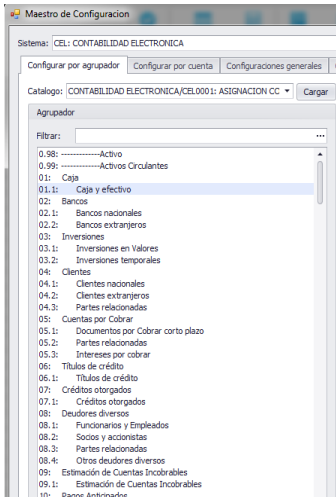 Maestro de Configuracion
Sistema: CEL: CONTABILIDAD ELECTRONICA
Configurar por agrupador Configurar por cuenta Configuraciones generales
Catalogo: CONTABILIDAD ELECTRONICA/CEL0001: ASIGNACION CC Cargar
Agrupador
Filtrar: ...
0.98: -------------Activo
0.99: -------------Activos Circulantes
01: Caja
01.1: Caja y efectivo
02: Bancos
02.1: Bancos nacionales
02.2: Bancos extranjeros
03: Inversiones
03.1: Inversiones en Valores
03.2: Inversiones temporales
04: Clientes
04.1: Clientes nacionales
04.2: Clientes extranjeros
04.3: Partes relacionadas
05: Cuentas por Cobrar
05.1: Documentos por Cobrar corto plazo
05.2: Partes relacionadas
05.3: Intereses por cobrar
06: Títulos de crédito
06.1: Títulos de crédito
07: Créditos otorgados
07.1: Créditos otorgados
08: Deudores diversos
08.1: Funcionarios y Empleados
08.2: Socios y accionistas
08.3: Partes relacionadas
08.4: Otros deudores diversos
09: Estimación de Cuentas Incobrables
09.1: Estimación de Cuentas Incobrables
10: Pagos Anticipados